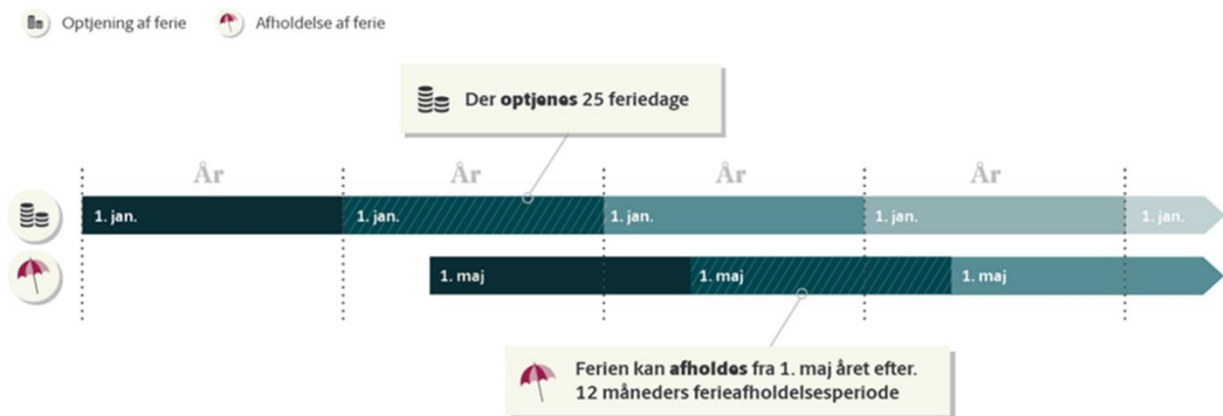 Optjening af ferie
Afholdelse af ferie
Der optjenes 25 feriedage
År
År
År
År
1. jan.
1. jan.
1. jan.
1. jan.
1. jan.
1. maj
1. maj
1. maj
Ferien kan afholdes fra 1. maj året efter.
12 måneders ferieafholdelsesperiode